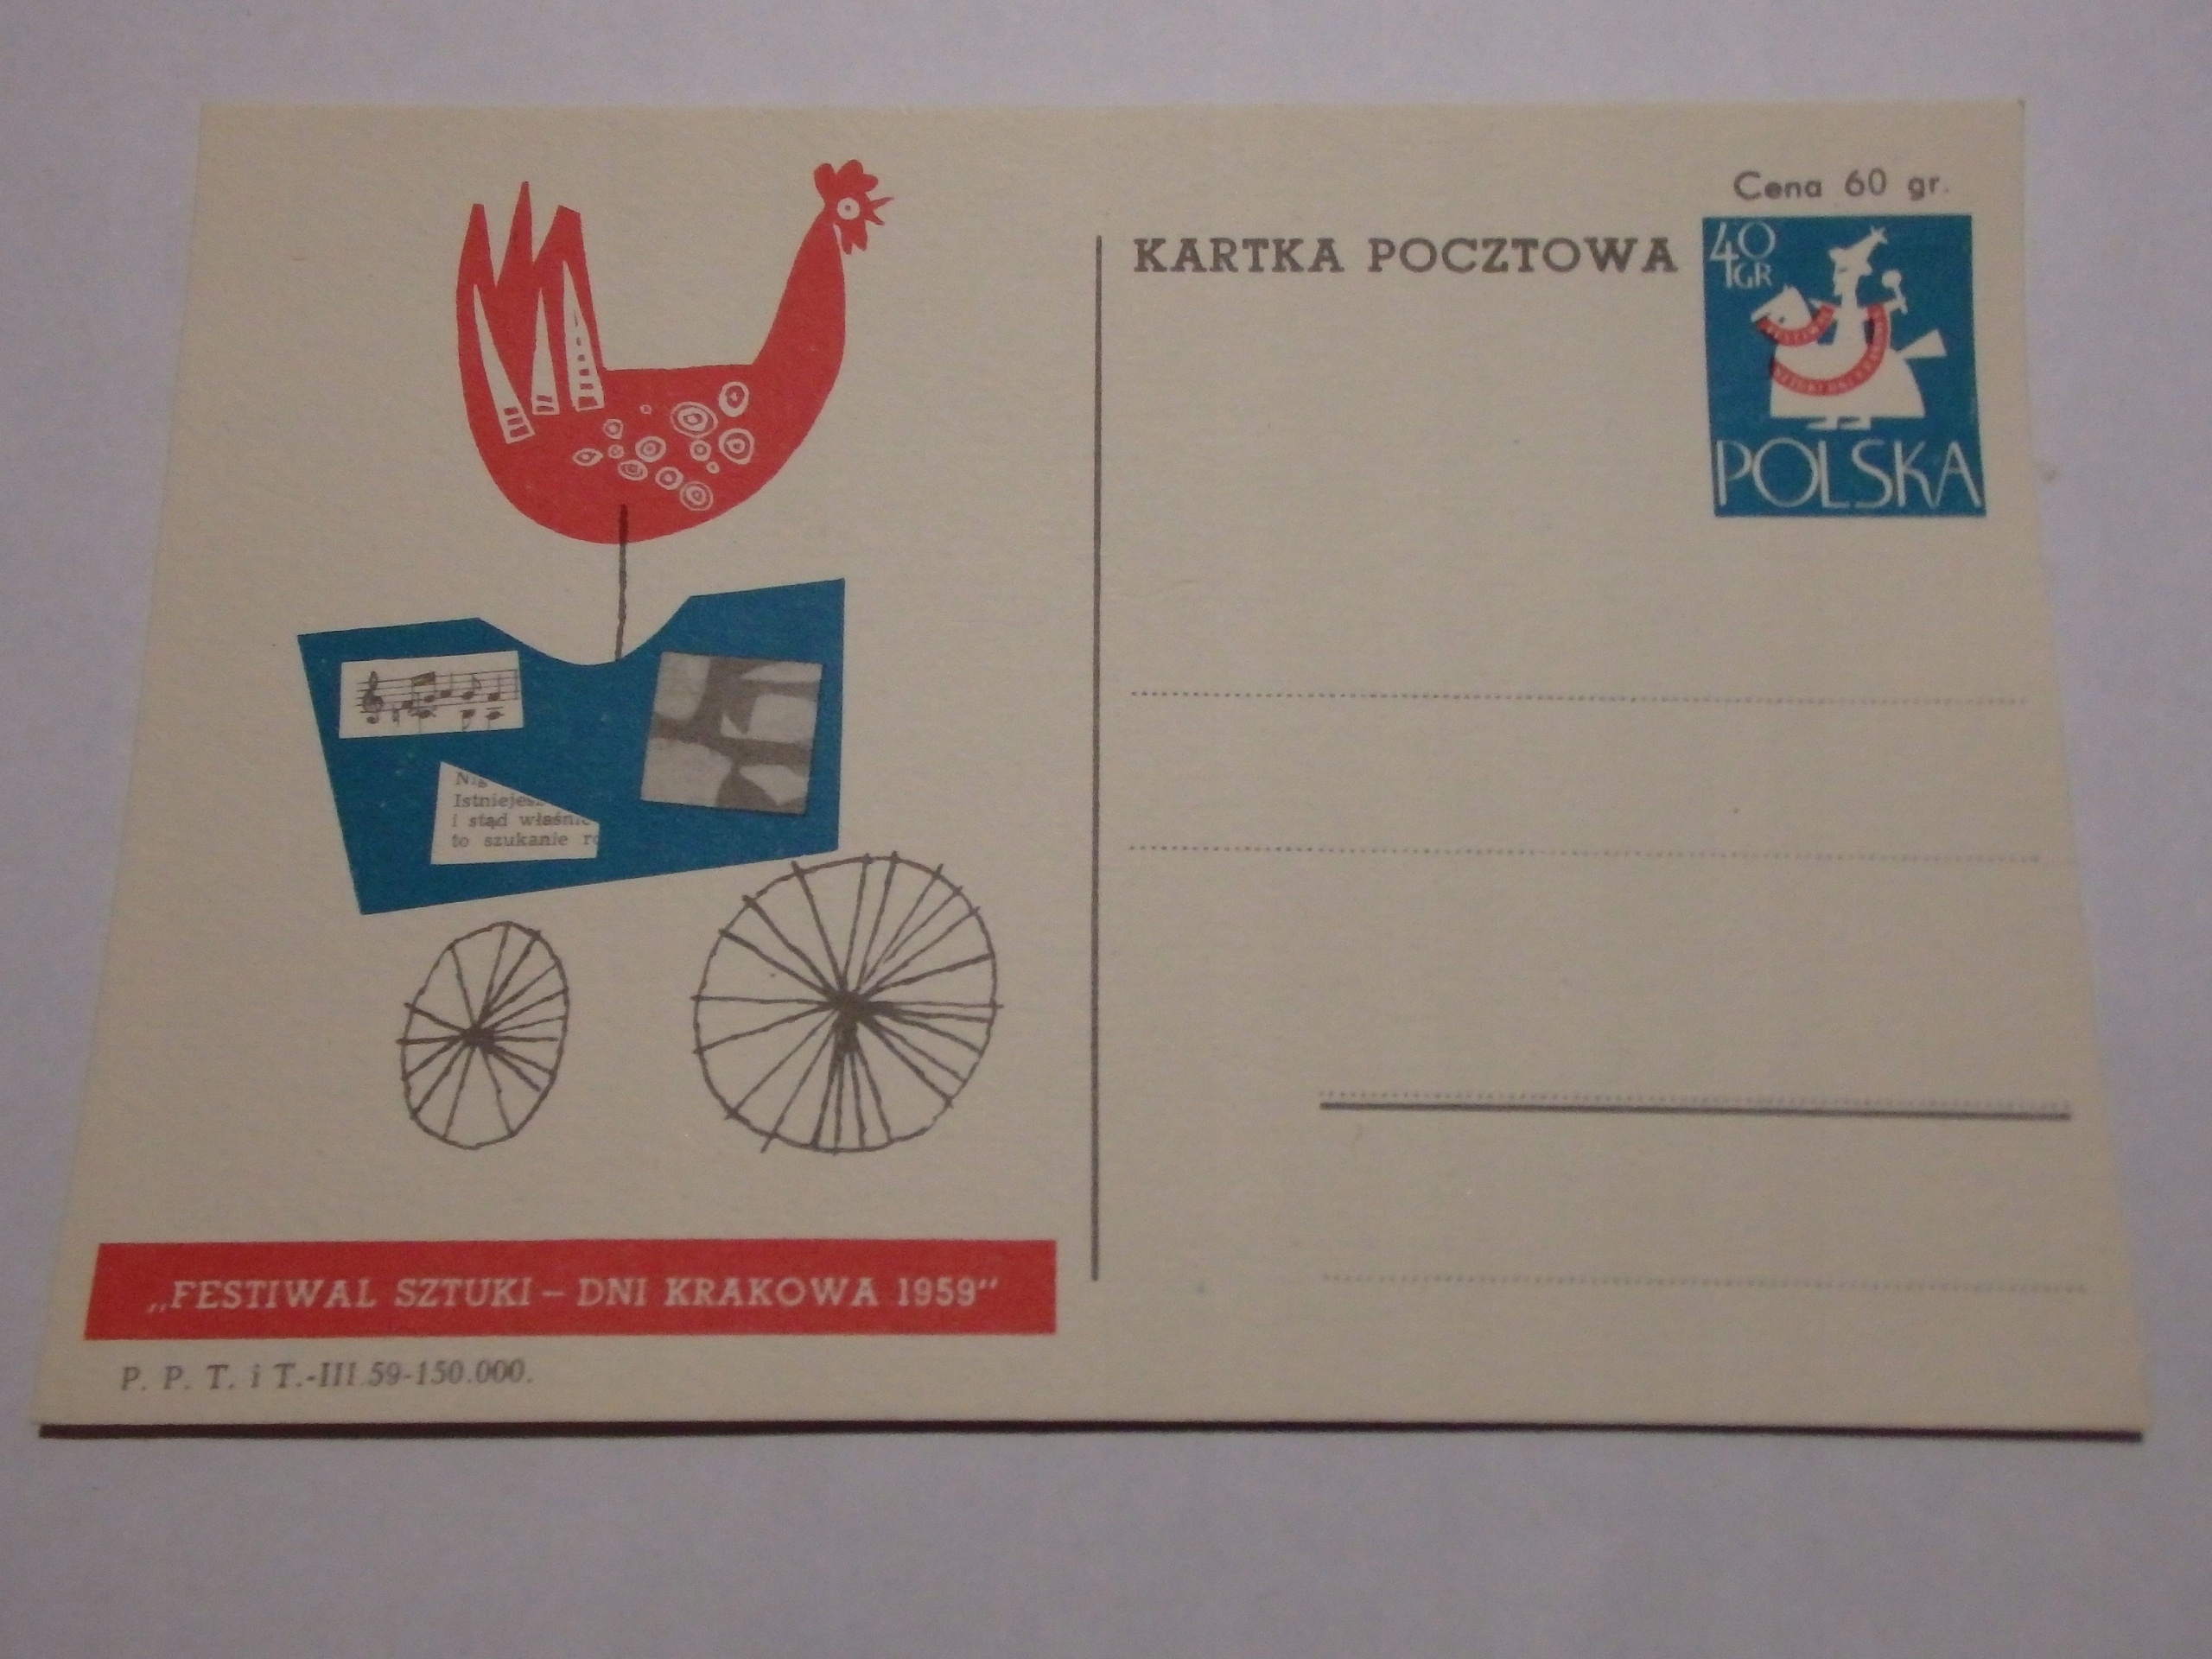 Cena 60 gr.
KARTKA POCZTOWA
40
GR
POLSKA
Istniejesz
i stąd właśnie
to szukanie
„FESTIWAL SZTUKI – DNI KRAKOWA 1959”
P. P. T. i T.-III.59-150.000.